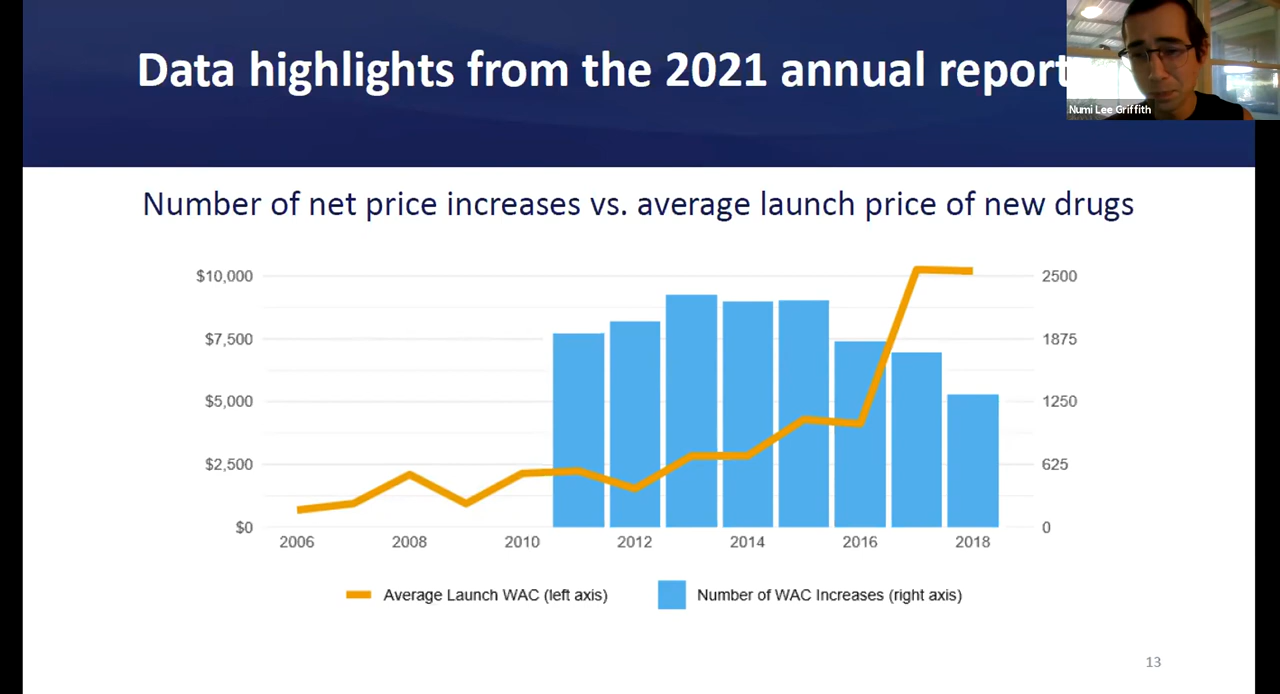 Data highlights from the 2021 annual report
Numi Lee Griffith
Number of net price increases vs. average launch price of new drugs
$10,000
2500
$7,500
1875
$5,000
1250
$2,500
625
$0
0
2006 2008 2010 2012 2014 2016 2018
Average Launch WAC (left axis) Number of WAC Increases (right axis)
13